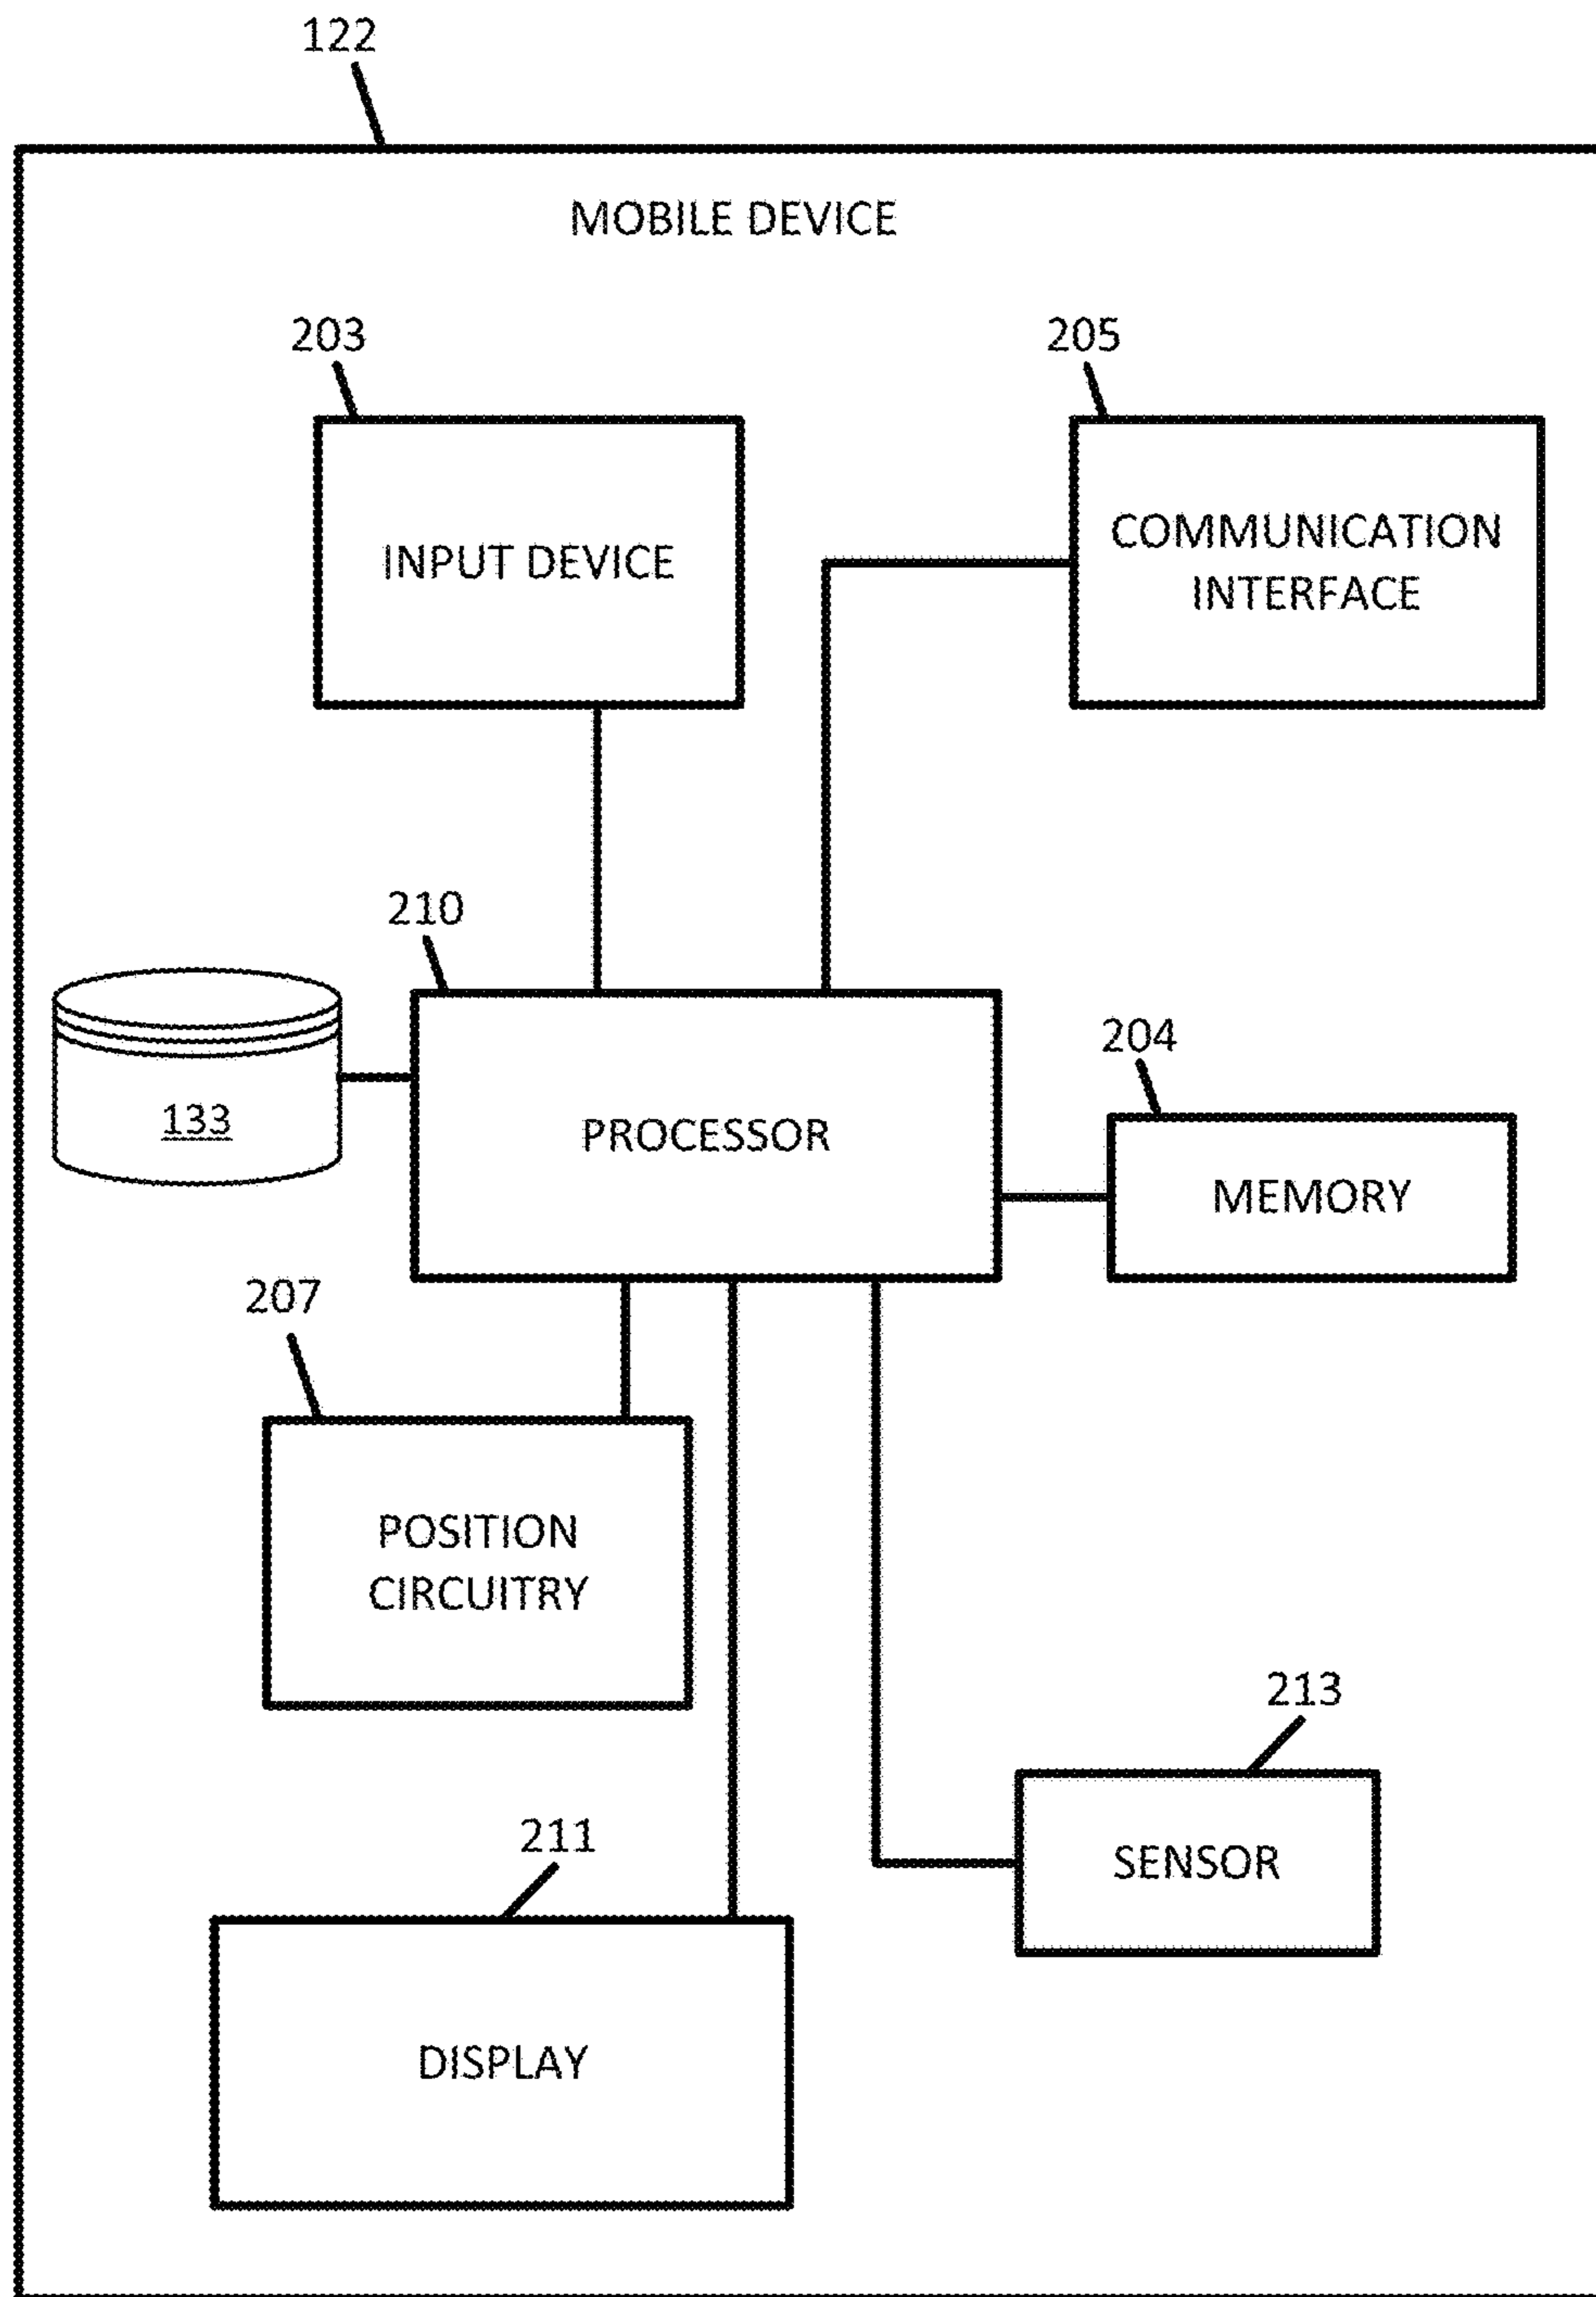 122
MOBILE DEVICE
203
205
INPUT DEVICE
COMMUNICATION
INTERFACE
210
204
133
PROCESSOR
MEMORY
207
POSITION
CIRCUITRY
213
211
SENSOR
DISPLAY